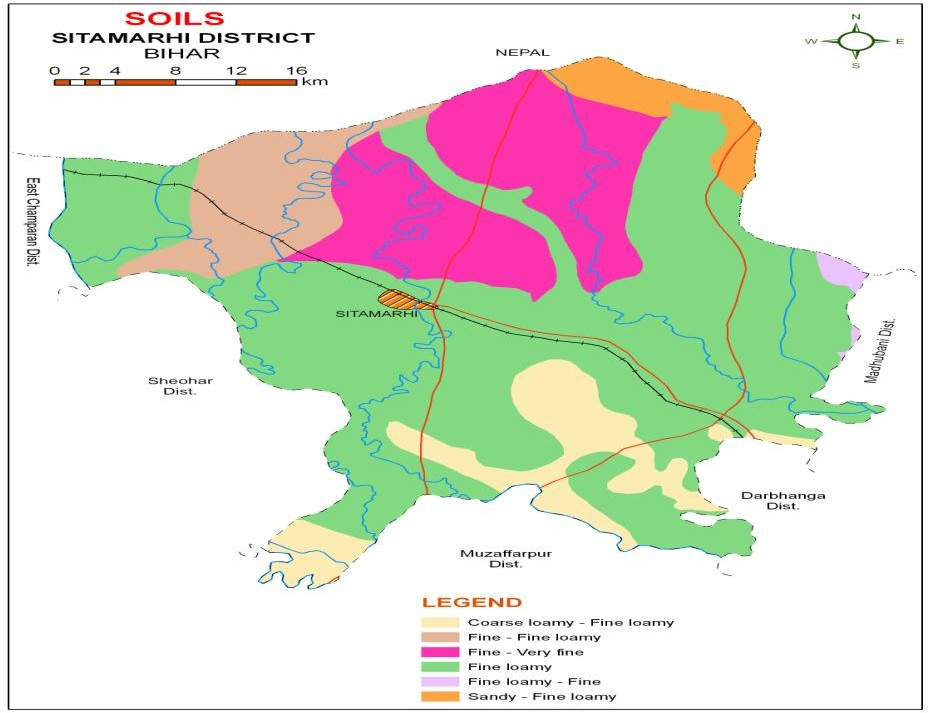 SOILS
SITAMARHI DISTRICT
BIHAR
0 2 4 8 12 16
km
N
W E
S
NEPAL
East Champaran Dist.
SITAMARHI
Sheohar
Dist.
Madhubani Dist.
Darbhanga
Dist.
Muzaffarpur
Dist.
LEGEND
Coarse loamy - Fine loamy
Fine - Fine loamy
Fine - Very fine
Fine loamy
Fine loamy - Fine
Sandy - Fine loamy